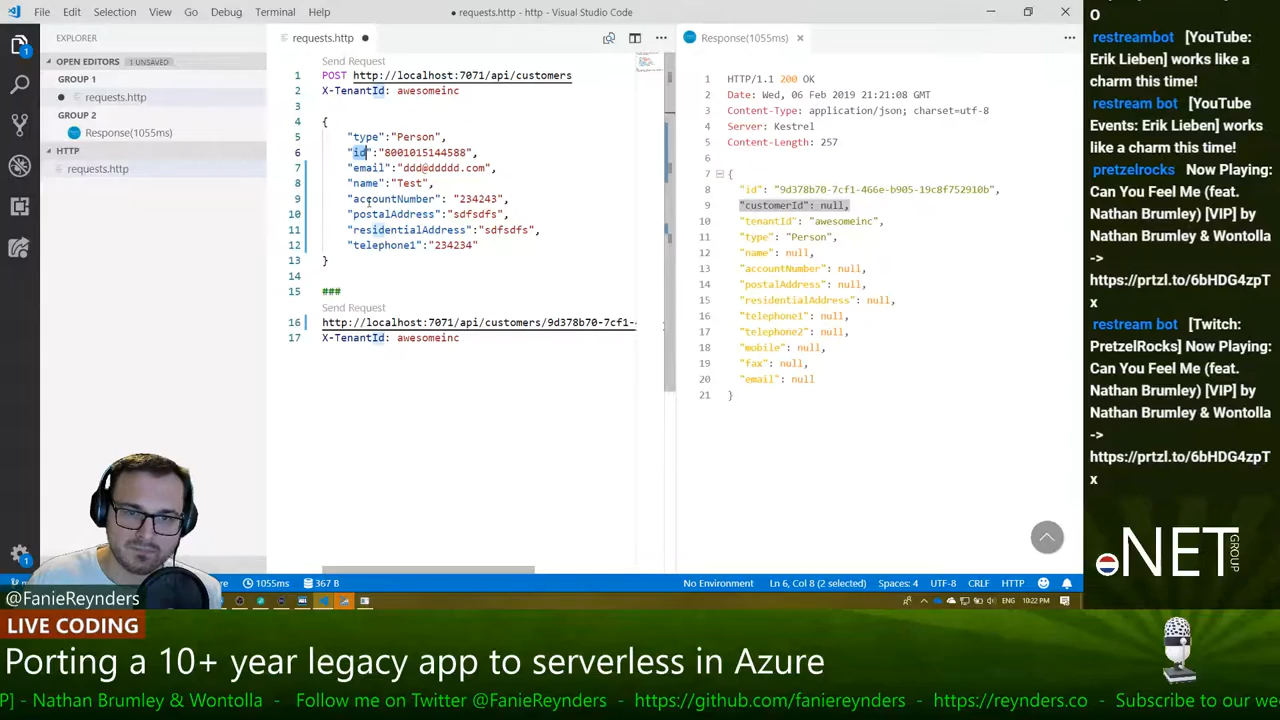 File Edit Selection View Go Debug Terminal Help
● requests.http - http - Visual Studio Code
EXPLORER
OPEN EDITORS 1 UNSAVED
GROUP 1
requests.http
GROUP 2
Response(1055ms)
HTTP
requests.http
requests.http
Send Request
1 POST http://localhost:7071/api/customers
2 X-TenantId: awesomeinc
3
4 {
5 "type":"Person",
6 "id":"8001015144588",
7 "email":"ddd@ddddd.com",
8 "name":"Test",
9 "accountNumber": "234243",
10 "postalAddress":"sdfsdfs",
11 "residentialAddress":"sdfsdfs",
12 "telephone1":"234234"
13 }
14
15 ###
Send Request
16 http://localhost:7071/api/customers/9d378b70-7cf1-
17 X-TenantId: awesomeinc
Response(1055ms)
1 HTTP/1.1 200 OK
2 Date: Wed, 06 Feb 2019 21:21:08 GMT
3 Content-Type: application/json; charset=utf-8
4 Server: Kestrel
5 Content-Length: 257
6
7 {
8 "id": "9d378b70-7cf1-466e-b905-19c8f752910b",
9 "customerId": null,
10 "tenantId": "awesomeinc",
11 "type": "Person",
12 "name": null,
13 "accountNumber": null,
14 "postalAddress": null,
15 "residentialAddress": null,
16 "telephone1": null,
17 "telephone2": null,
18 "mobile": null,
19 "fax": null,
20 "email": null
21 }
O
restreambot [YouTube:
Erik Lieben] works like a
charm this time!
restream bot [YouTube
Events: Erik Lieben] works
like a charm this time!
pretzelrocks Now Playing:
Can You Feel Me (feat.
Nathan Brumley) [VIP] by
Nathan Brumley & Wontolla
->
https://prtzl.to/6bHDG4zpT
x
restream bot [Twitch:
PretzelRocks] Now Playing:
Can You Feel Me (feat.
Nathan Brumley) [VIP] by
Nathan Brumley & Wontolla
->
https://prtzl.to/6bHDG4zpT
x
.NET GROUP
1055ms 367 B
No Environment Ln 6, Col 8 (2 selected) Spaces: 4 UTF-8 CRLF HTTP
ENG 10:22 PM
@FanieReynders
LIVE CODING
Porting a 10+ year legacy app to serverless in Azure
P] - Nathan Brumley & Wontolla - Follow me on Twitter @FanieReynders - https://github.com/faniereynders - https://reynders.co - Subscribe to our we